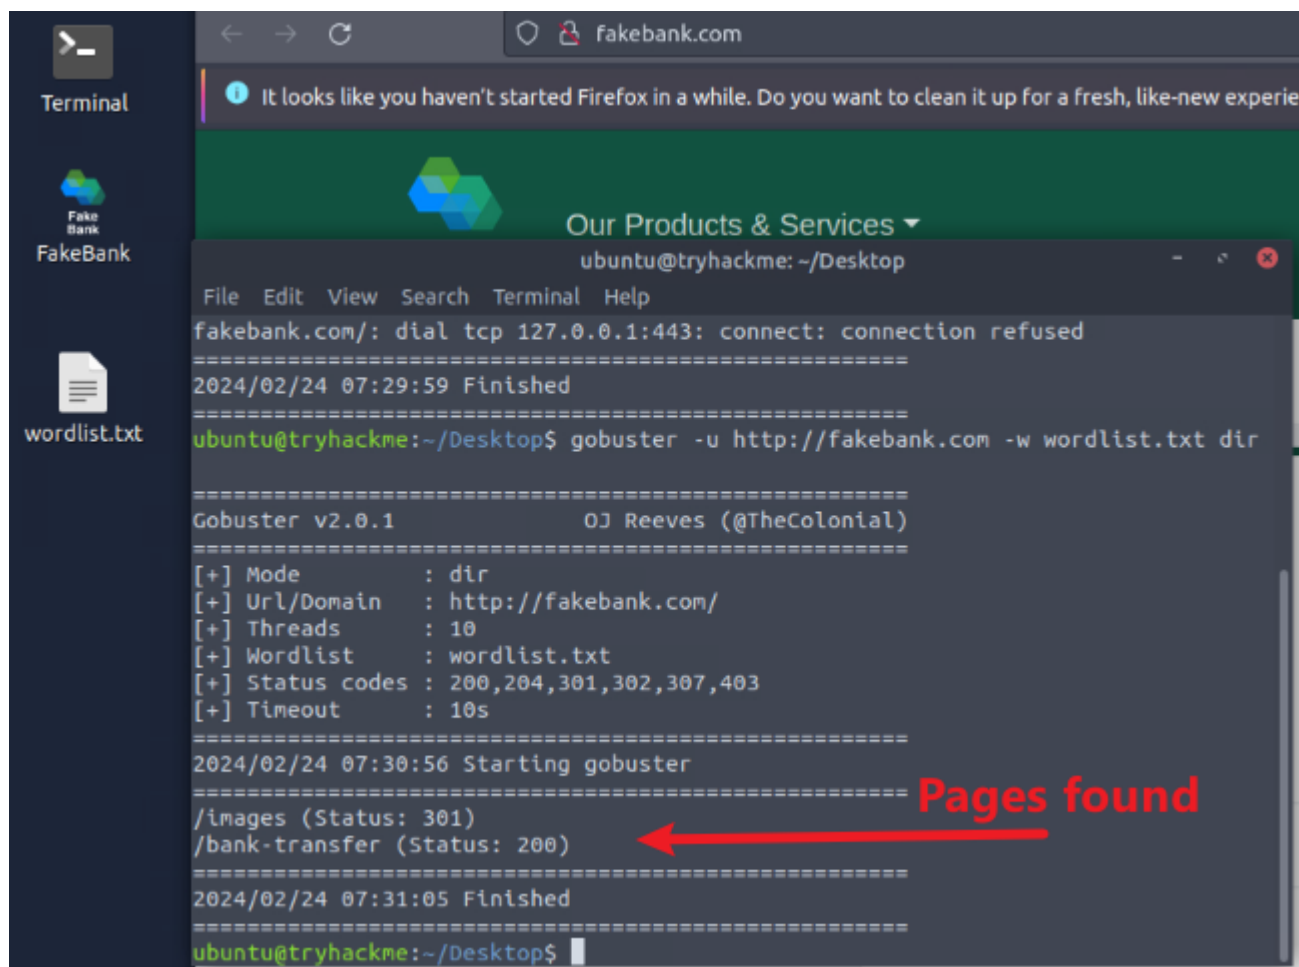 Terminal
Fake
Bank
FakeBank
wordlist.txt
fakebank.com
It looks like you haven't started Firefox in a while. Do you want to clean it up for a fresh, like-new experie
Our Products & Services
ubuntu@tryhackme: ~/Desktop
File Edit View Search Terminal Help
fakebank.com/: dial tcp 127.0.0.1:443: connect: connection refused
=====================================================
2024/02/24 07:29:59 Finished
=====================================================
ubuntu@tryhackme:~/Desktop$ gobuster -u http://fakebank.com -w wordlist.txt dir
=====================================================
Gobuster v2.0.1              OJ Reeves (@TheColonial)
=====================================================
[+] Mode         : dir
[+] Url/Domain   : http://fakebank.com/
[+] Threads      : 10
[+] Wordlist     : wordlist.txt
[+] Status codes : 200,204,301,302,307,403
[+] Timeout      : 10s
=====================================================
2024/02/24 07:30:56 Starting gobuster
=====================================================
Pages found
/images (Status: 301)
/bank-transfer (Status: 200)
=====================================================
2024/02/24 07:31:05 Finished
=====================================================
ubuntu@tryhackme:~/Desktop$